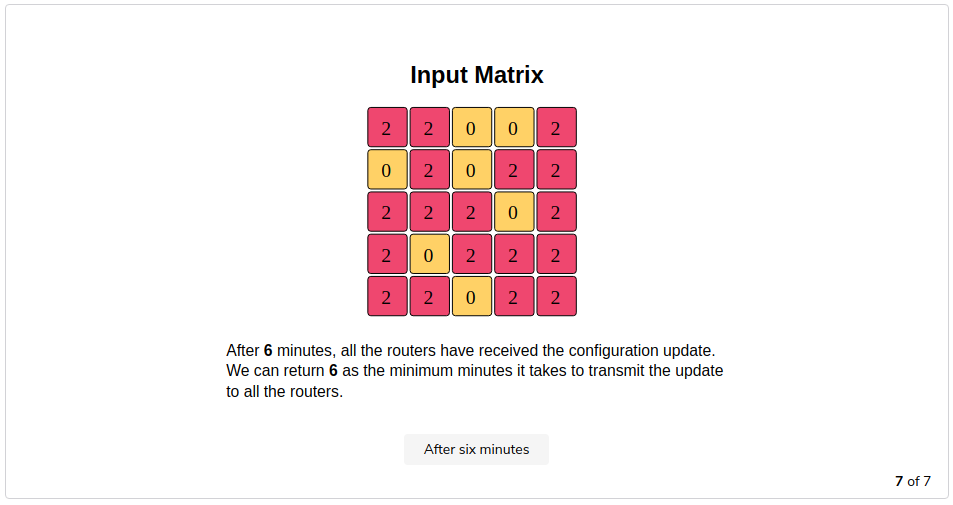 Input Matrix
2 2 0 0 2
0 2 0 2 2
2 2 2 0 2
2 0 2 2 2
2 2 0 2 2
After 6 minutes, all the routers have received the configuration update.
We can return 6 as the minimum minutes it takes to transmit the update
to all the routers.
After six minutes
7 of 7